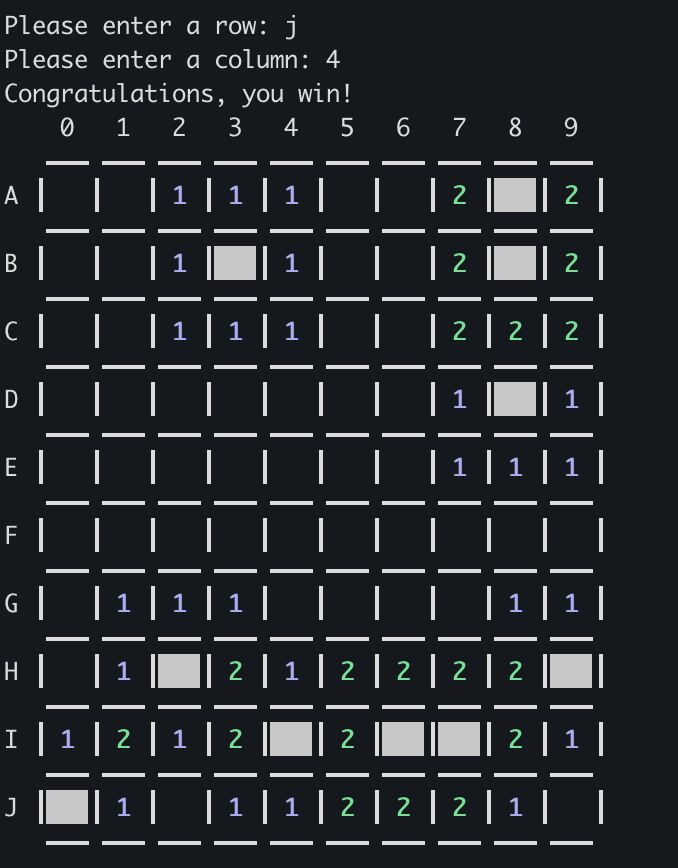 Please enter a row: j
Please enter a column: 4
Congratulations, you win!
0 1 2 3 4 5 6 7 8 9
A | | | 1 | 1 | 1 | | | 2 | | 2 |
B | | | 1 | | 1 | | | 2 | | 2 |
C | | | 1 | 1 | 1 | | | 2 | 2 | 2 |
D | | | | | | | | 1 | | 1 |
E | | | | | | | | 1 | 1 | 1 |
F | | | | | | | | | | |
G | | 1 | 1 | 1 | | | | | 1 | 1 |
H | | 1 | | 2 | 1 | 2 | 2 | 2 | 2 | |
I | 1 | 2 | 1 | 2 | | 2 | | | 2 | 1 |
J | | 1 | | 1 | 1 | 2 | 2 | 2 | 1 | |